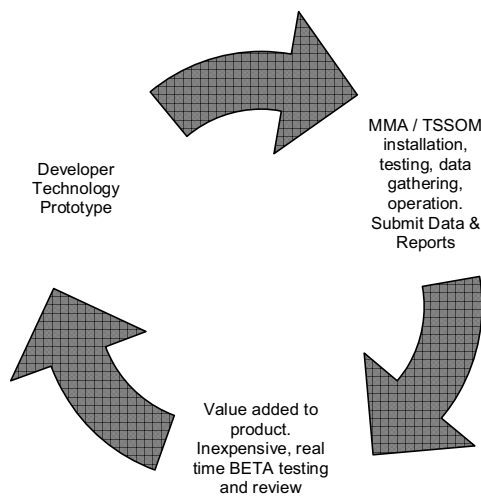 Developer
Technology
Prototype
MMA / TSSOM
installation,
testing, data
gathering,
operation.
Submit Data &
Reports
Value added to
product.
Inexpensive, real
time BETA testing
and review